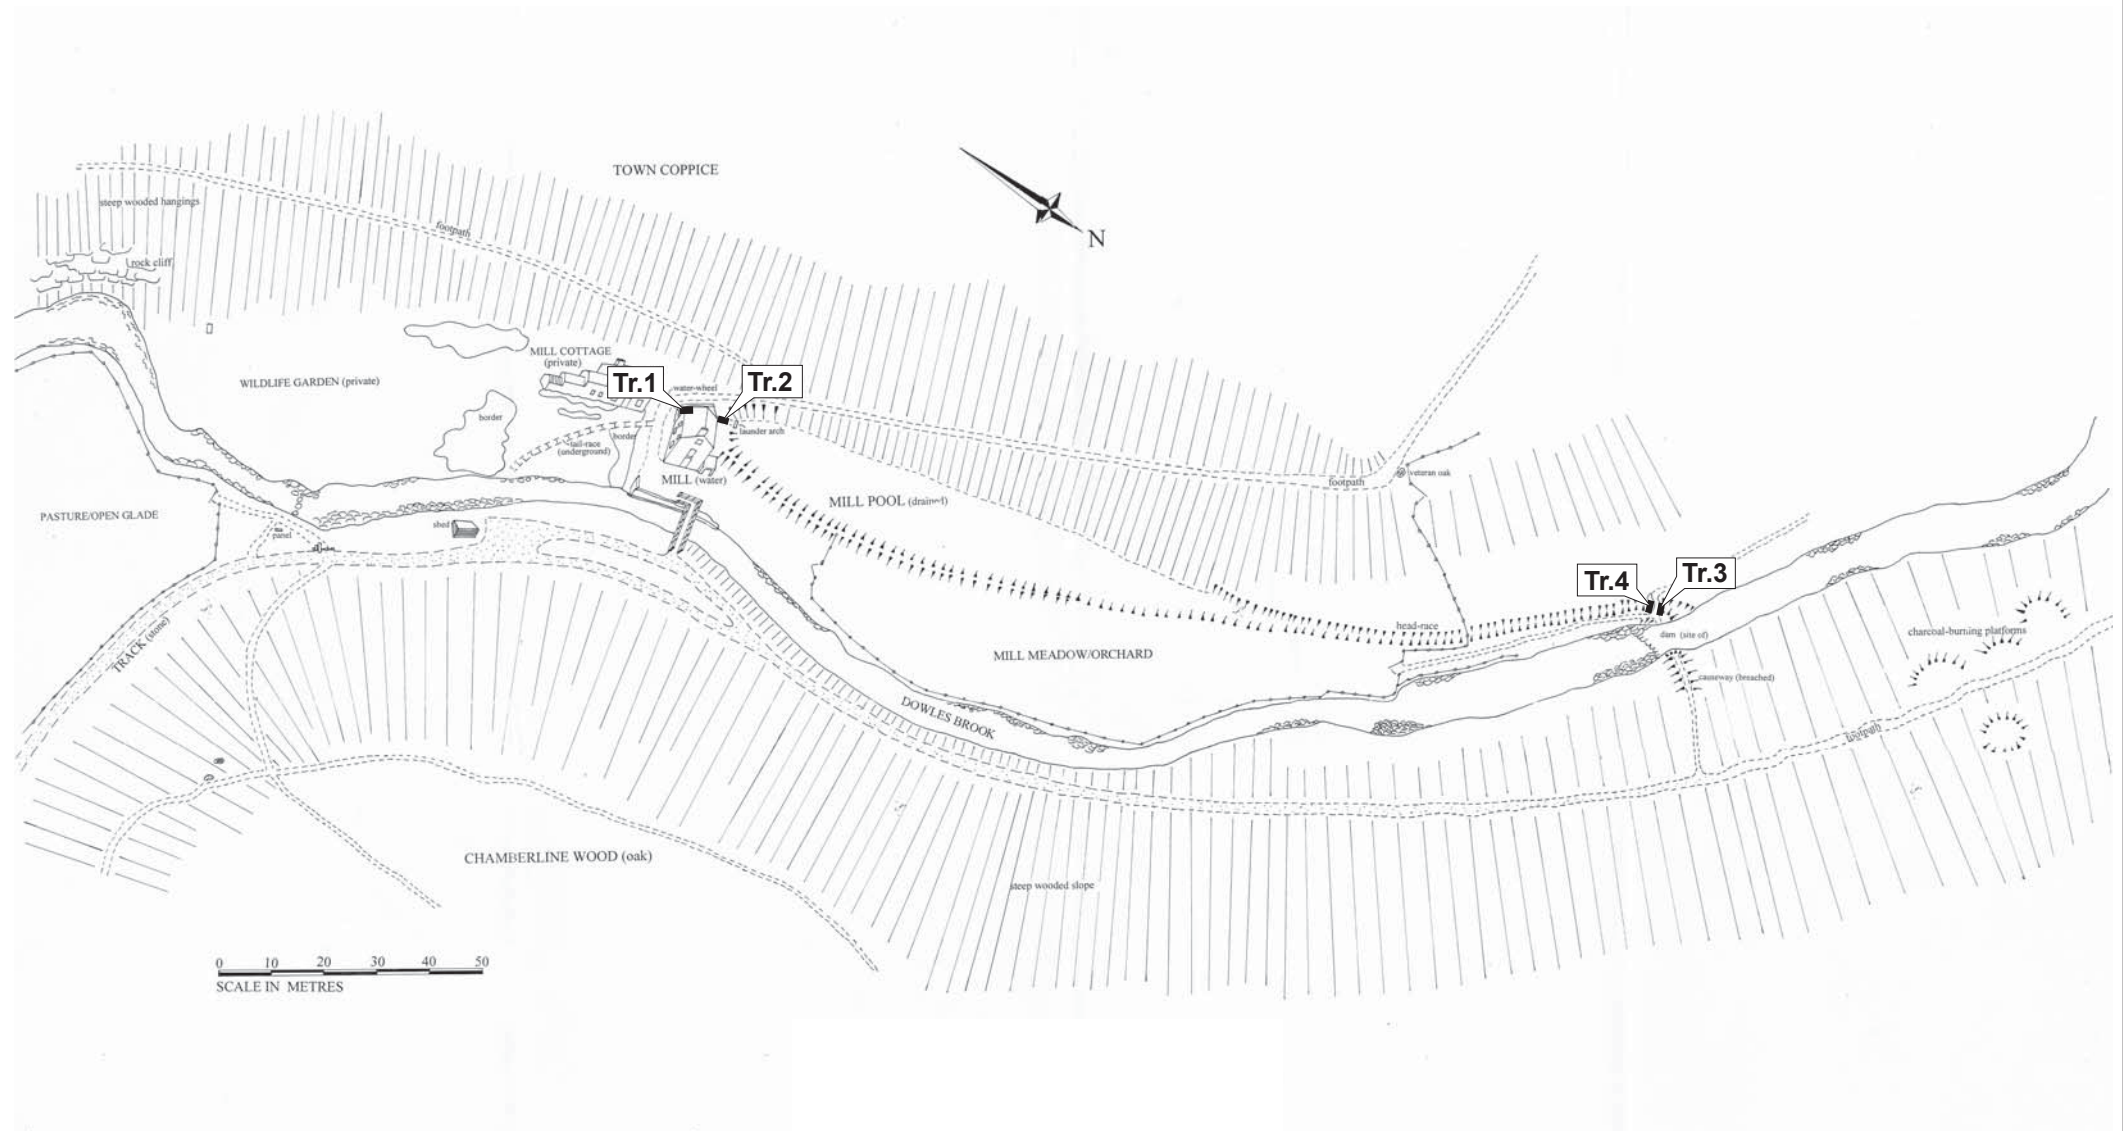 TOWN COPPICE
steep wooded hangings
footpath
N
rock cliff
MILL COTTAGE
(private)
WILDLIFE GARDEN (private)
Tr.1
water-wheel
Tr.2
border
launder arch
border
tail-race
(underground)
veteran oak
MILL (water)
footpath
MILL POOL (drained)
PASTURE/OPEN GLADE
shed
panel
Tr.4
Tr.3
head-race
dam (site of)
charcoal-burning platforms
TRACK (stone)
MILL MEADOW/ORCHARD
causeway (breached)
DOWLES BROOK
footpath
CHAMBERLINE WOOD (oak)
steep wooded slope
0 10 20 30 40 50
SCALE IN METRES